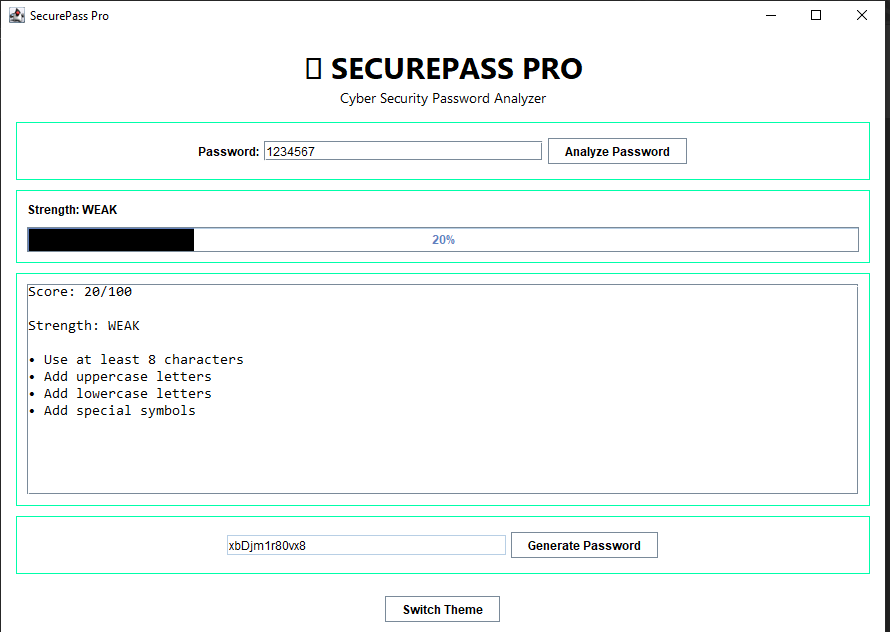 SecurePass Pro
SECUREPASS PRO
Cyber Security Password Analyzer
Password: 1234567 Analyze Password
Strength: WEAK
20%
Score: 20/100
Strength: WEAK
• Use at least 8 characters
• Add uppercase letters
• Add lowercase letters
• Add special symbols
xbDjm1r80vx8 Generate Password
Switch Theme